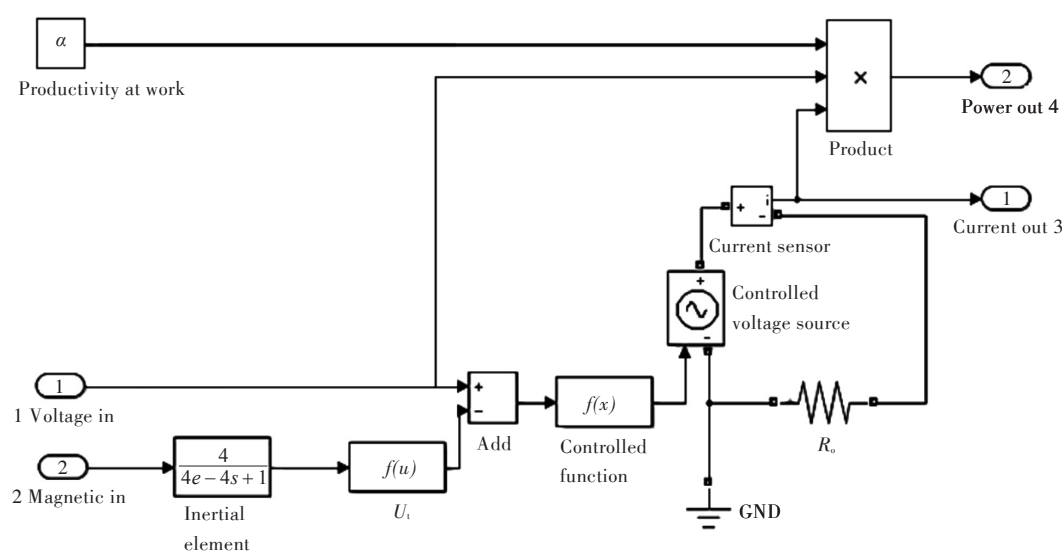 α
Productivity at work
×
2
Power out 4
Product
i
+
-
1
Current out 3
Current sensor
+
-
Controlled
voltage source
1
1 Voltage in
+
-
Add
f(x)
Controlled
function
2
2 Magnetic in
4
4e-4s+1
Inertial
element
f(u)
Uₜ
Rₒ
GND